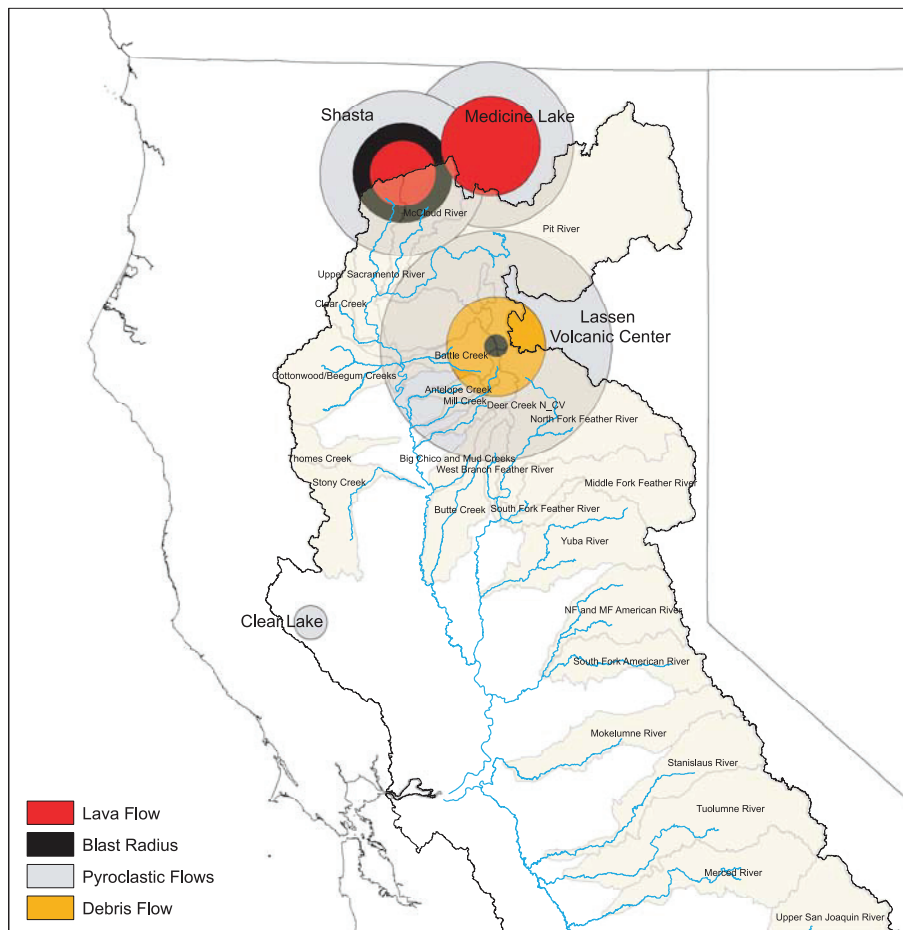 Shasta
Medicine Lake
McCloud River
Pit River
Upper Sacramento River
Clear Creek
Lassen
Volcanic Center
Battle Creek
Cottonwood/Beegum Creeks
Antelope Creek
Mill Creek
Deer Creek N_CV
North Fork Feather River
Thomes Creek
Big Chico and Mud Creeks
West Branch Feather River
Stony Creek
Middle Fork Feather River
Butte Creek
South Fork Feather River
Yuba River
NF and MF American River
Clear Lake
South Fork American River
Mokelumne River
Stanislaus River
Tuolumne River
Merced River
Upper San Joaquin River
Lava Flow
Blast Radius
Pyroclastic Flows
Debris Flow